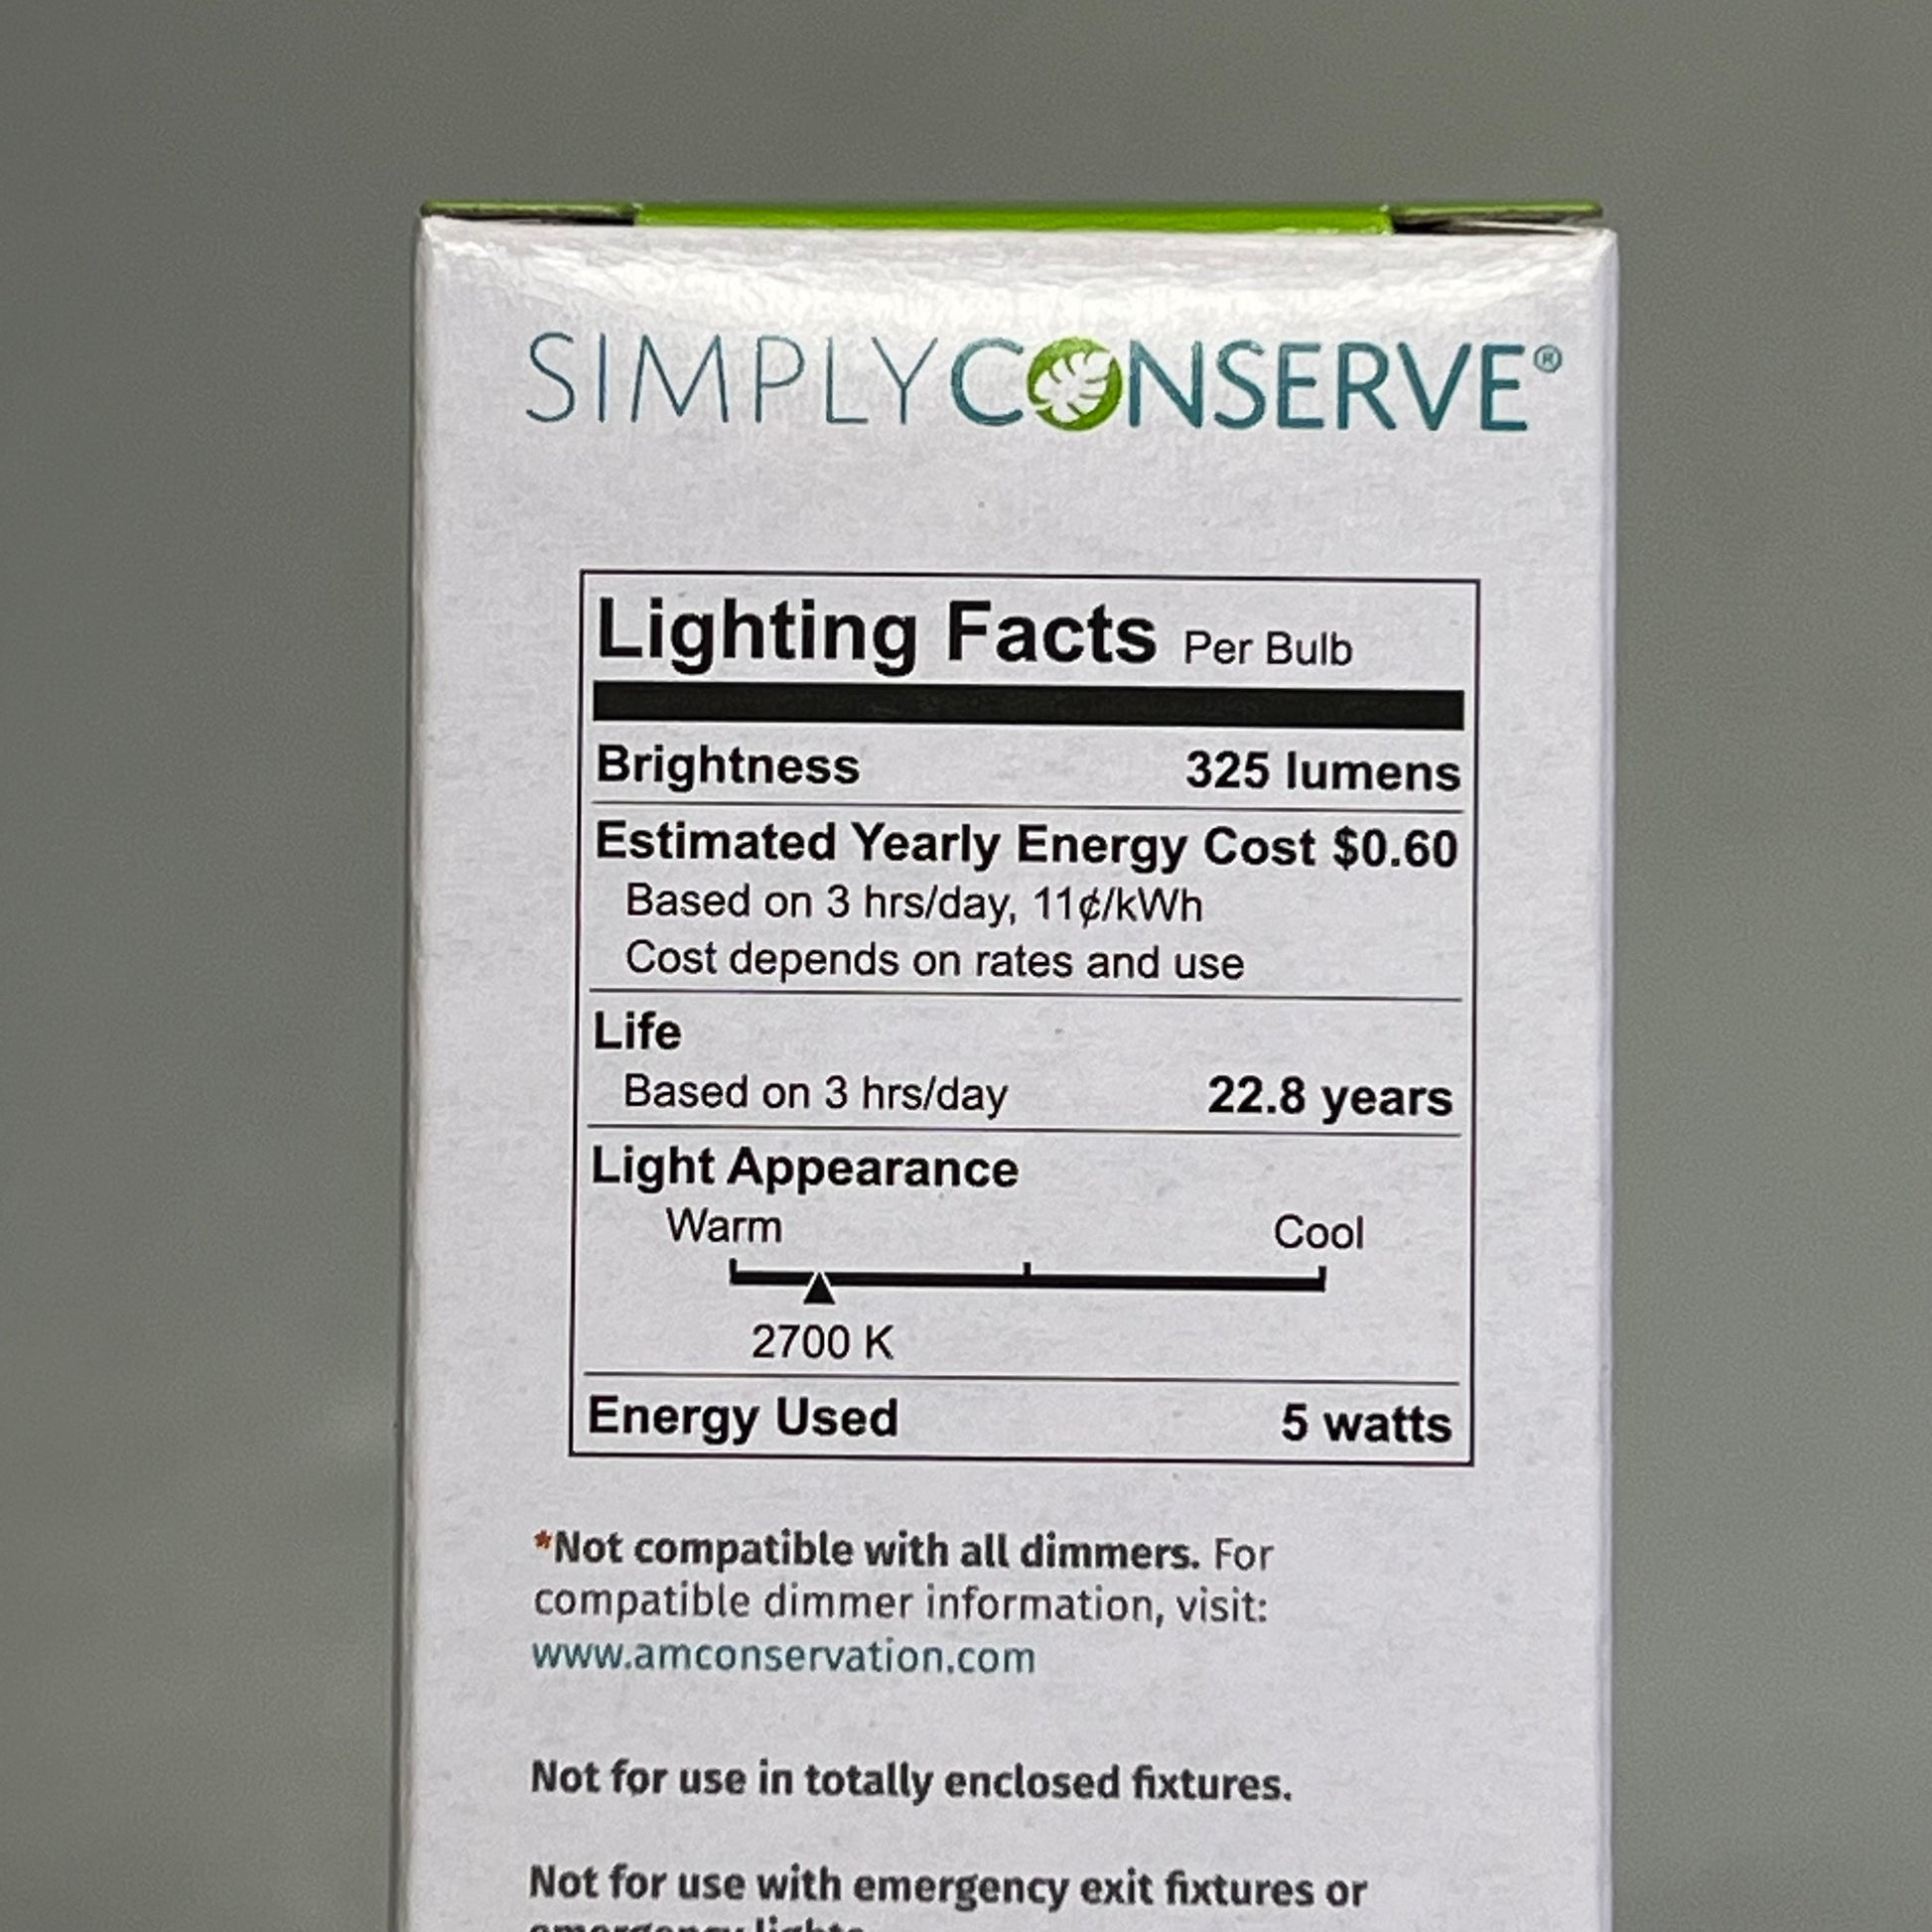 SIMPLYCONSERVE®
Lighting Facts Per Bulb
Brightness 325 lumens
Estimated Yearly Energy Cost $0.60
Based on 3 hrs/day, 11¢/kWh
Cost depends on rates and use
Life
Based on 3 hrs/day 22.8 years
Light Appearance
Warm Cool
2700 K
Energy Used 5 watts
*Not compatible with all dimmers. For
compatible dimmer information, visit:
www.amconservation.com
Not for use in totally enclosed fixtures.
Not for use with emergency exit fixtures or